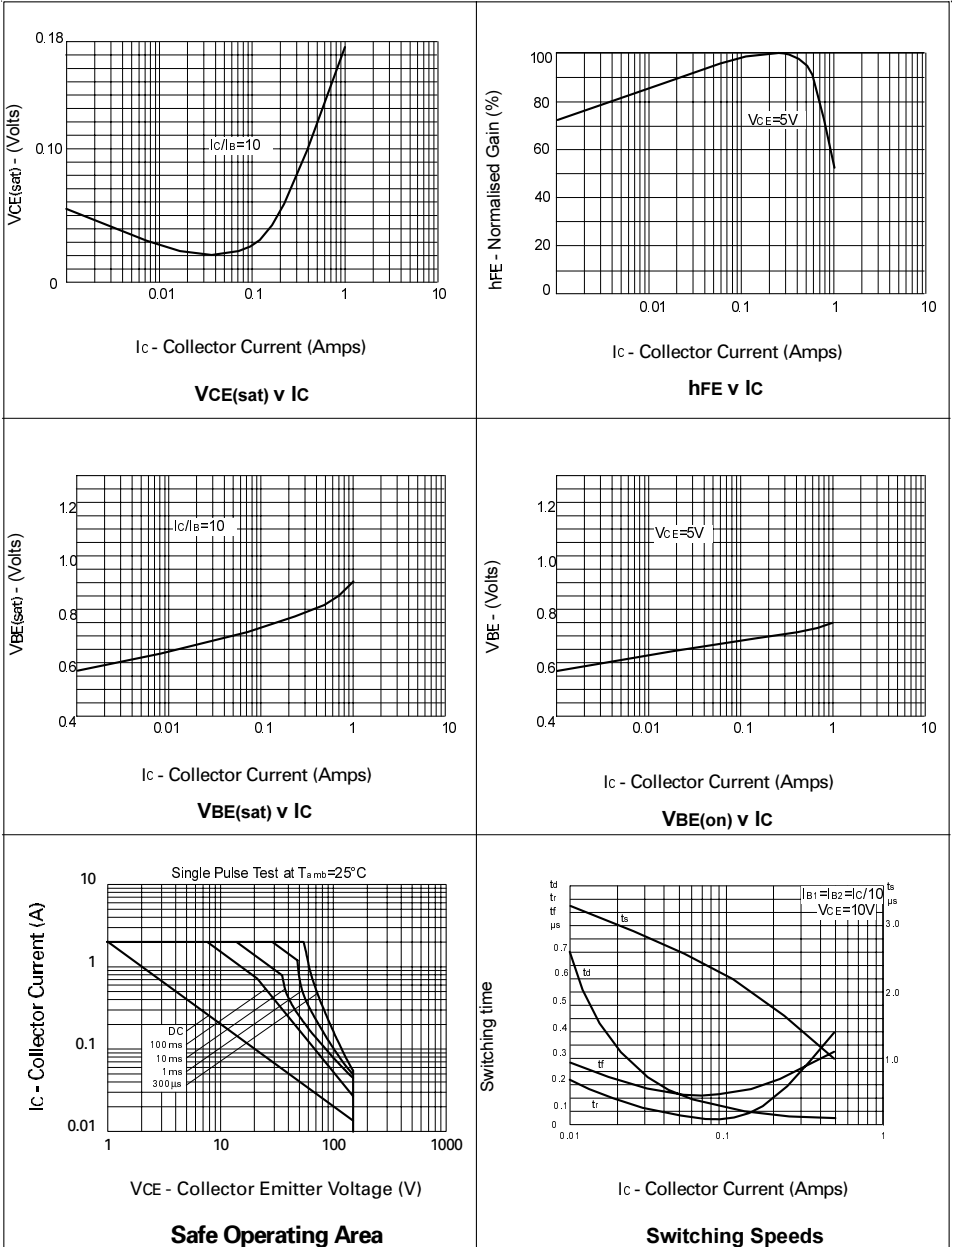 0.18
0.10
0
VCE(sat) - (Volts)
IC/IB=10
0.01
0.1
1
10
IC - Collector Current (Amps)
VCE(sat) v IC
100
80
60
40
20
0
hFE - Normalised Gain (%)
VCE=5V
0.01
0.1
1
10
IC - Collector Current (Amps)
hFE v IC
1.2
1.0
0.8
0.6
0.4
VBE(sat) - (Volts)
IC/IB=10
0.01
0.1
1
10
IC - Collector Current (Amps)
VBE(sat) v IC
1.2
1.0
0.8
0.6
0.4
VBE - (Volts)
VCE=5V
0.01
0.1
1
10
IC - Collector Current (Amps)
VBE(on) v IC
Single Pulse Test at Tamb=25°C
10
1
0.1
0.01
IC - Collector Current (A)
DC
100 ms
10 ms
1 ms
300 µs
1
10
100
1000
VCE - Collector Emitter Voltage (V)
Safe Operating Area
td
tr
tf
µs
0.7
0.6
0.5
0.4
0.3
0.2
0.1
0
Switching time
IB1=IB2=IC/10
VCE=10V
ts
µs
3.0
2.0
1.0
ts
td
tf
tr
0.01
0.1
1
IC - Collector Current (Amps)
Switching Speeds